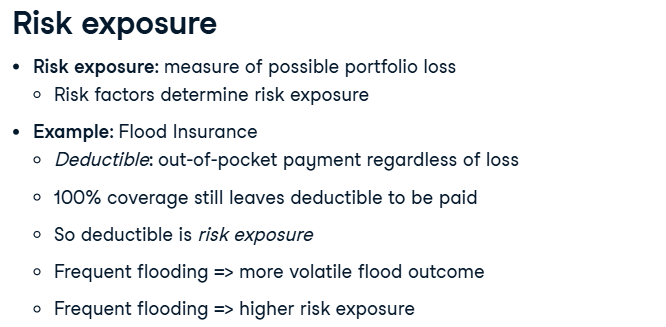 Risk exposure
• Risk exposure: measure of possible portfolio loss
○ Risk factors determine risk exposure
• Example: Flood Insurance
○ Deductible: out-of-pocket payment regardless of loss
○ 100% coverage still leaves deductible to be paid
○ So deductible is risk exposure
○ Frequent flooding => more volatile flood outcome
○ Frequent flooding => higher risk exposure